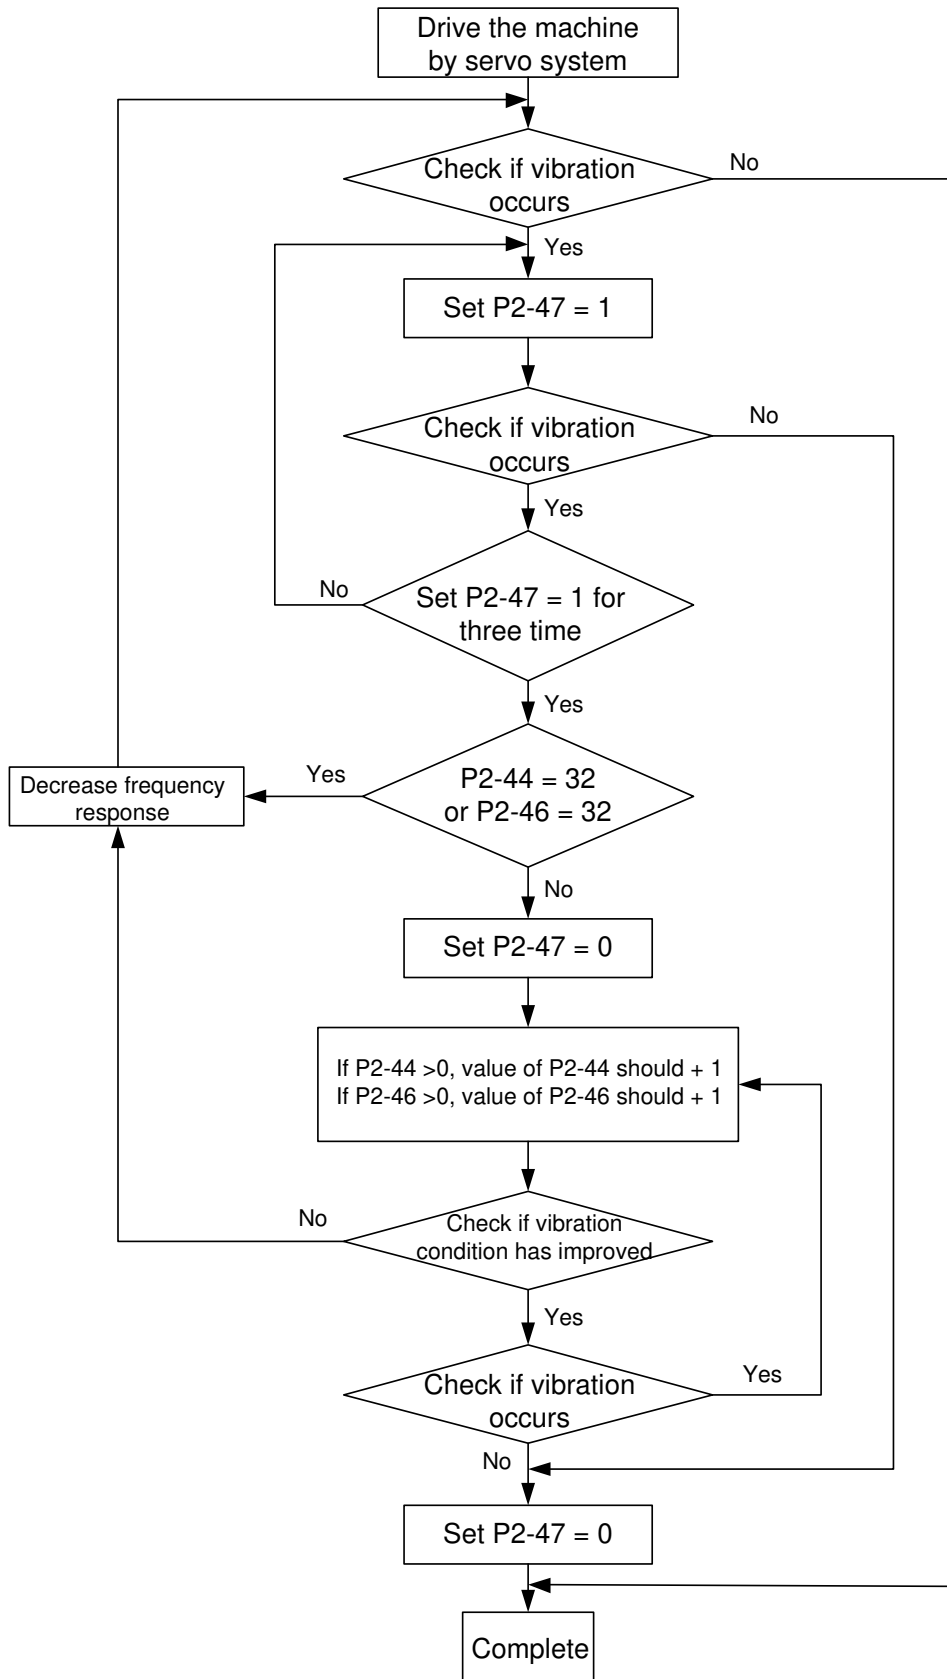 Drive the machine
by servo system
Check if vibration
occurs
No
Yes
Set P2-47 = 1
Check if vibration
occurs
No
Yes
Set P2-47 = 1 for
three time
No
Yes
P2-44 = 32
or P2-46 = 32
Yes
Decrease frequency
response
No
Set P2-47 = 0
If P2-44 >0, value of P2-44 should + 1
If P2-46 >0, value of P2-46 should + 1
Check if vibration
condition has improved
No
Yes
Check if vibration
occurs
Yes
No
Set P2-47 = 0
Complete